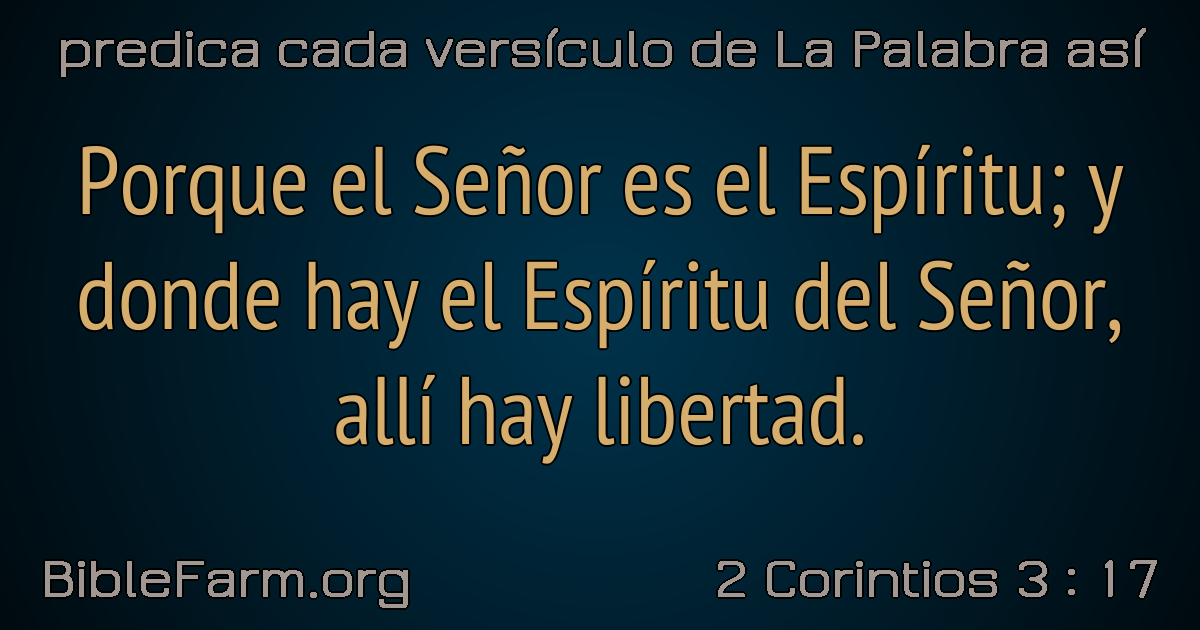 predica cada versículo de La Palabra así
Porque el Señor es el Espíritu; y
donde hay el Espíritu del Señor,
allí hay libertad.
BibleFarm.org
2 Corintios 3 : 17